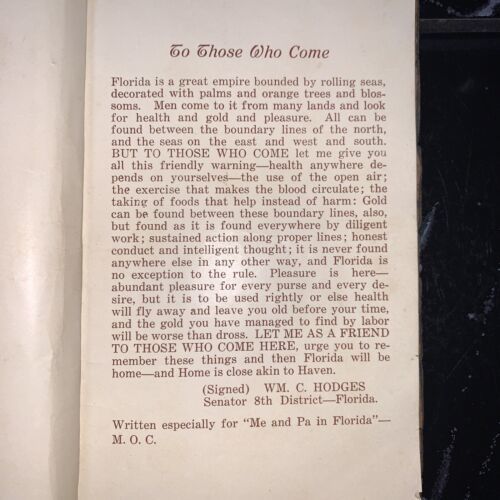 To Those Who Come
Florida is a great empire bounded by rolling seas,
decorated with palms and orange trees and blos-
soms. Men come to it from many lands and look
for health and gold and pleasure. All can be
found between the boundary lines of the north,
and the seas on the east and west and south.
BUT TO THOSE WHO COME let me give you
all this friendly warning—health anywhere de-
pends on yourselves—the use of the open air;
the exercise that makes the blood circulate; the
taking of foods that help instead of harm: Gold
can be found between these boundary lines, also,
but found as it is found everywhere by diligent
work; sustained action along proper lines; honest
conduct and intelligent thought; it is never found
anywhere else in any other way, and Florida is
no exception to the rule. Pleasure is here—
abundant pleasure for every purse and every de-
sire, but it is to be used rightly or else health
will fly away and leave you old before your time,
and the gold you have managed to find by labor
will be worse than dross. LET ME AS A FRIEND
TO THOSE WHO COME HERE, urge you to re-
member these things and then Florida will be
home—and Home is close akin to Haven.
(Signed) WM. C. HODGES
Senator 8th District—Florida.
Written especially for "Me and Pa in Florida"—
M. O. C.